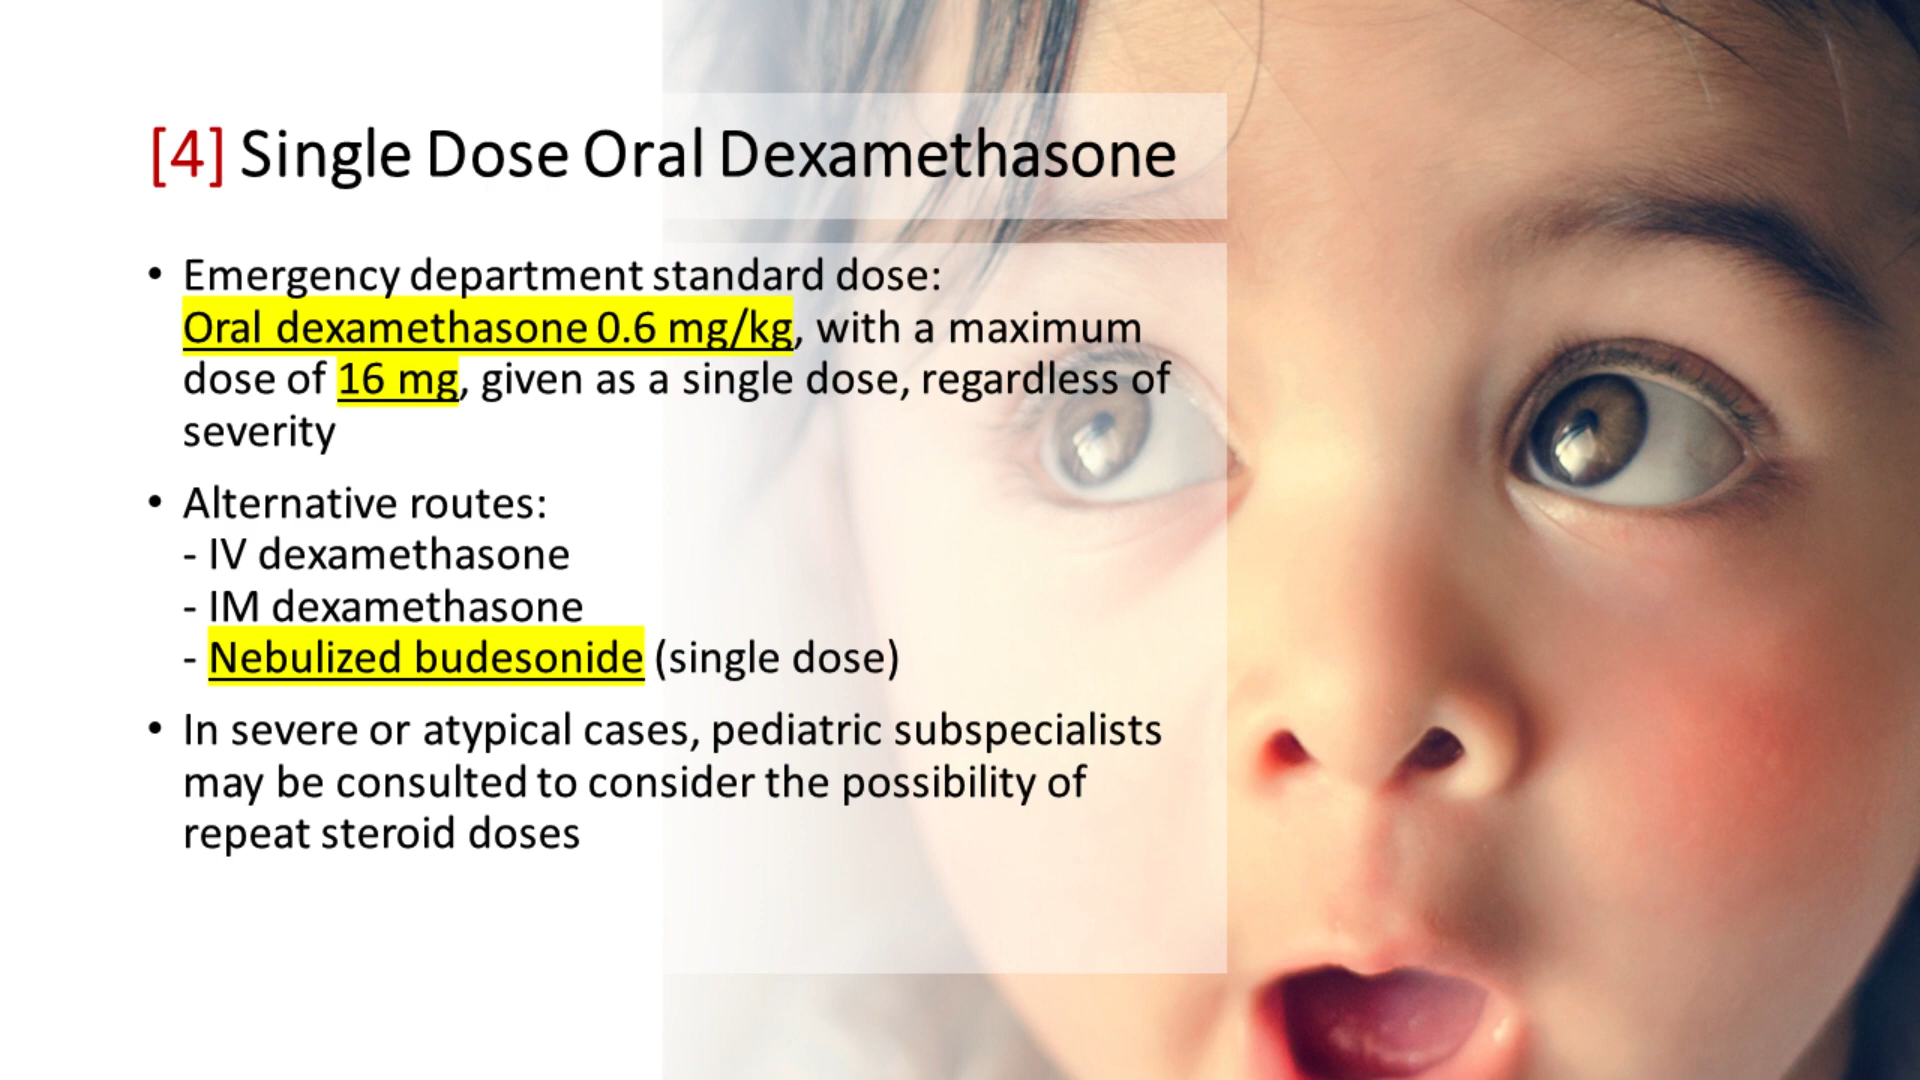 [4] Single Dose Oral Dexamethasone
• Emergency department standard dose:
Oral dexamethasone 0.6 mg/kg, with a maximum
dose of 16 mg, given as a single dose, regardless of
severity
• Alternative routes:
- IV dexamethasone
- IM dexamethasone
- Nebulized budesonide (single dose)
• In severe or atypical cases, pediatric subspecialists
may be consulted to consider the possibility of
repeat steroid doses